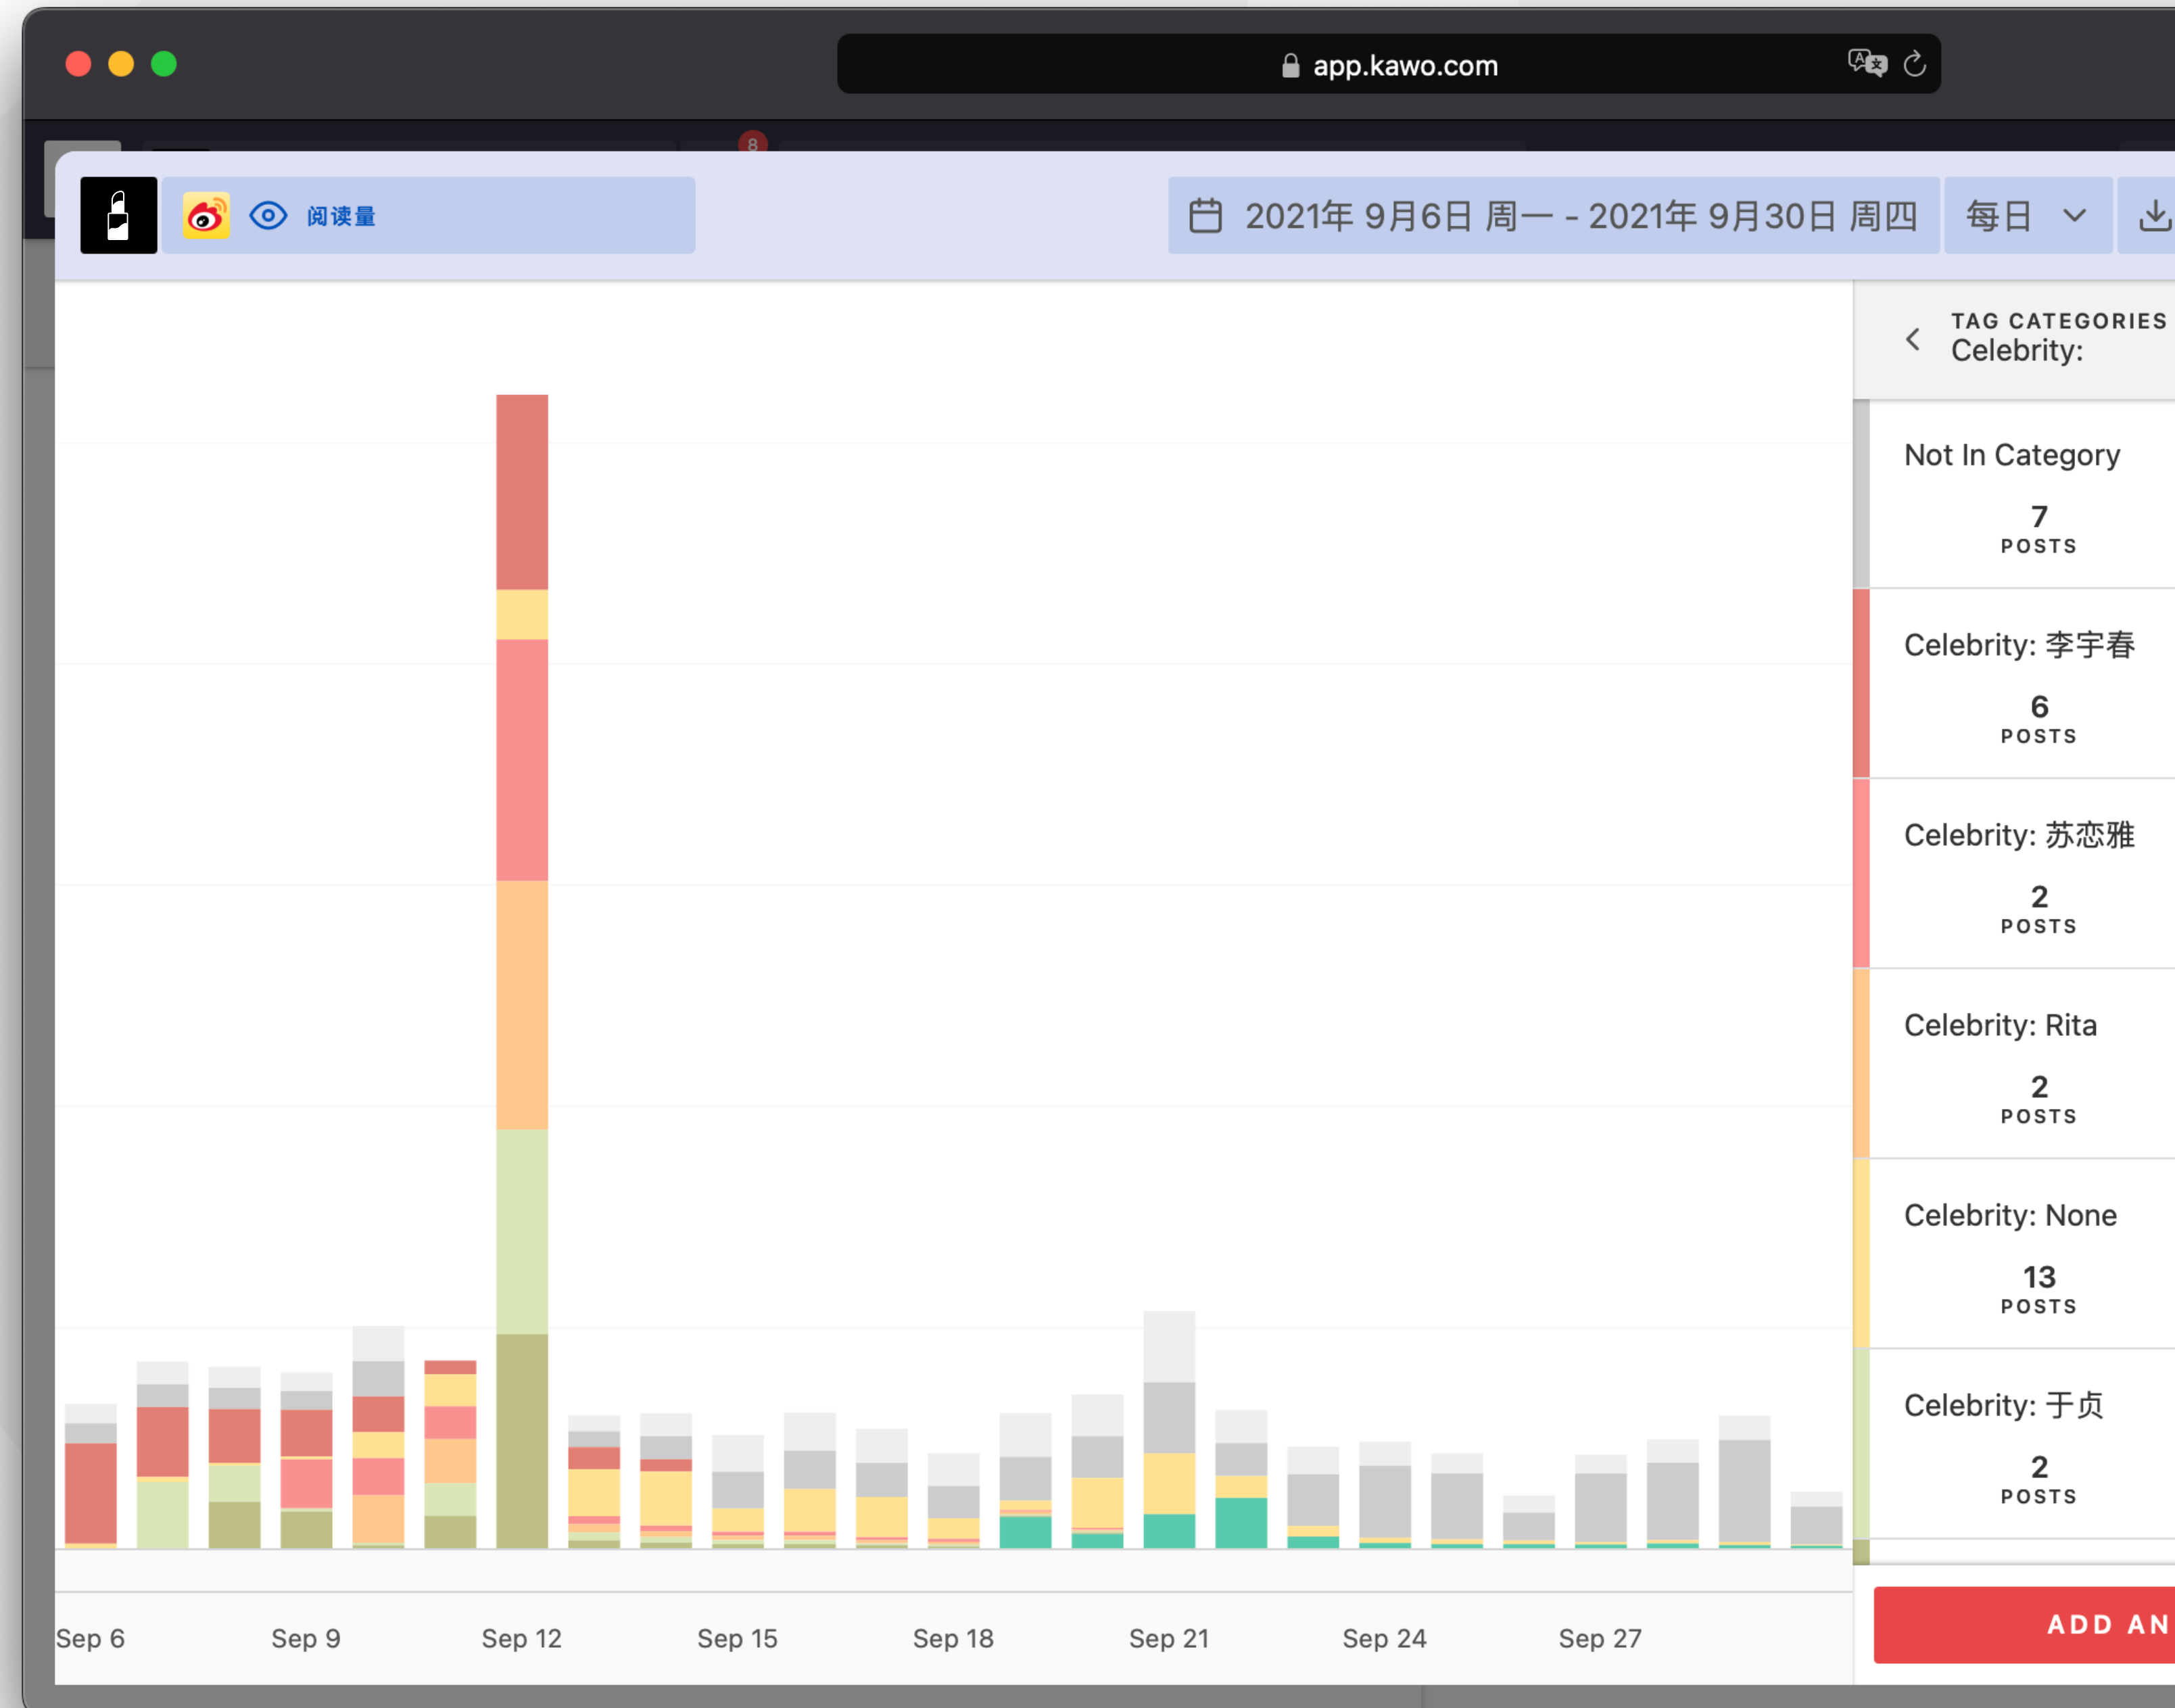 app.kawo.com
8
阅读量
2021年 9月6日 周一 - 2021年 9月30日 周四
每日
TAG CATEGORIES
Celebrity:
Not In Category
7
POSTS
Celebrity: 李宇春
6
POSTS
Celebrity: 苏恋雅
2
POSTS
Celebrity: Rita
2
POSTS
Celebrity: None
13
POSTS
Celebrity: 于贞
2
POSTS
ADD AN
Sep 6
Sep 9
Sep 12
Sep 15
Sep 18
Sep 21
Sep 24
Sep 27